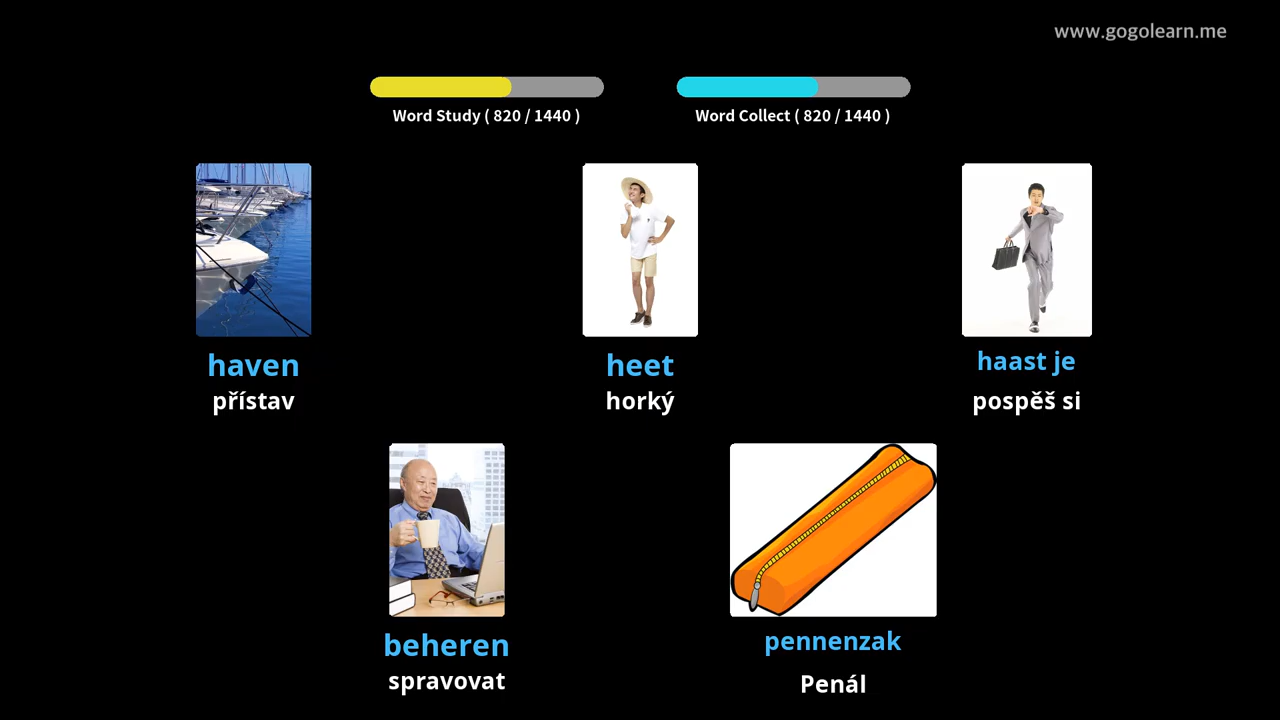 www.gogolearn.me
Word Study ( 820 / 1440 )
Word Collect ( 820 / 1440 )
haven
přístav
heet
horký
haast je
pospěš si
beheren
spravovat
pennenzak
Penál